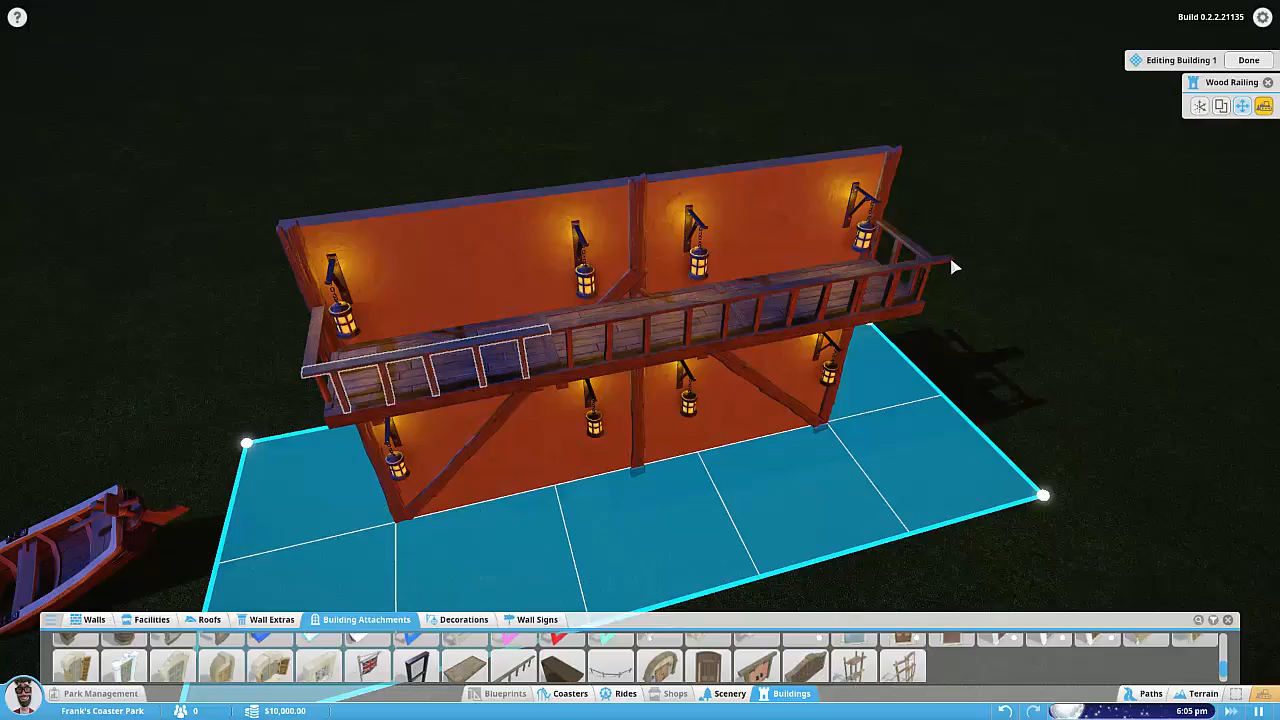 ?
Build 0.2.2.21135
Editing Building 1 Done
Wood Railing
Walls Facilities Roofs Wall Extras Building Attachments Decorations Wall Signs
Park Management Blueprints Coasters Rides Shops Scenery Buildings Paths Terrain
Frank's Coaster Park 0 $10,000.00 6:05 pm